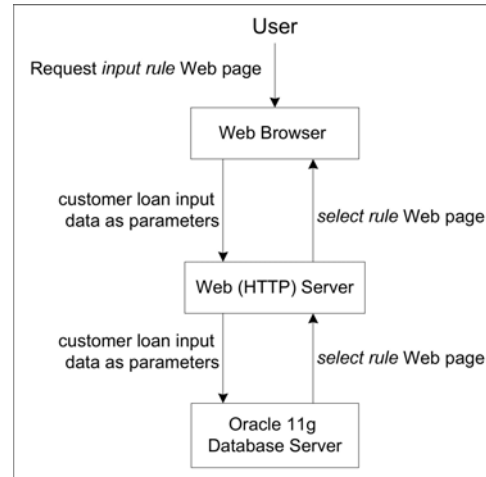 User
Request input rule Web page
Web Browser
customer loan input
data as parameters
select rule Web page
Web (HTTP) Server
customer loan input
data as parameters
select rule Web page
Oracle 11g
Database Server